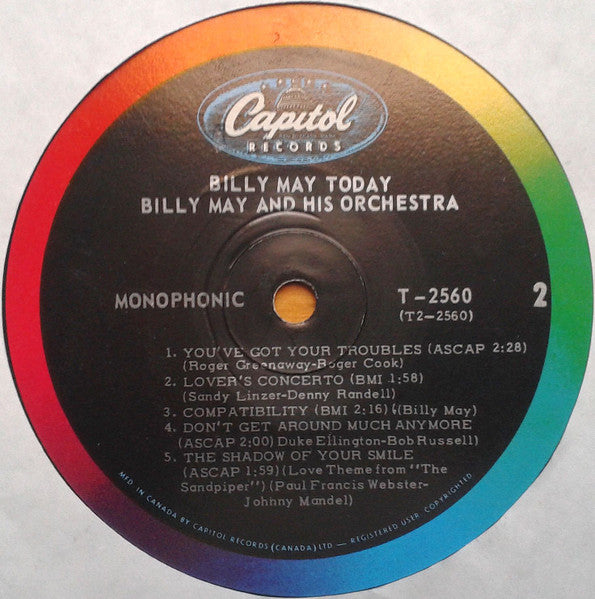 Capitol
RECORDS
BILLY MAY TODAY
BILLY MAY AND HIS ORCHESTRA
MONOPHONIC
T-2560
(T2-2560)
2
1. YOU'VE GOT YOUR TROUBLES (ASCAP 2:28)
(Roger Greenaway-Roger Cook)
2. LOVER'S CONCERTO (BMI 1:58)
(Sandy Linzer-Denny Randell)
3. COMPATIBILITY (BMI 2:16) ((Billy May)
4. DON'T GET AROUND MUCH ANYMORE
(ASCAP 2:00) Duke Ellington-Bob Russell)
5. THE SHADOW OF YOUR SMILE
(ASCAP 1:59) (Love Theme from "The
Sandpiper") (Paul Francis Webster-
Johnny Mandel)
MFD. IN CANADA BY CAPITOL RECORDS (CANADA) LTD — REGISTERED USER. COPYRIGHTED